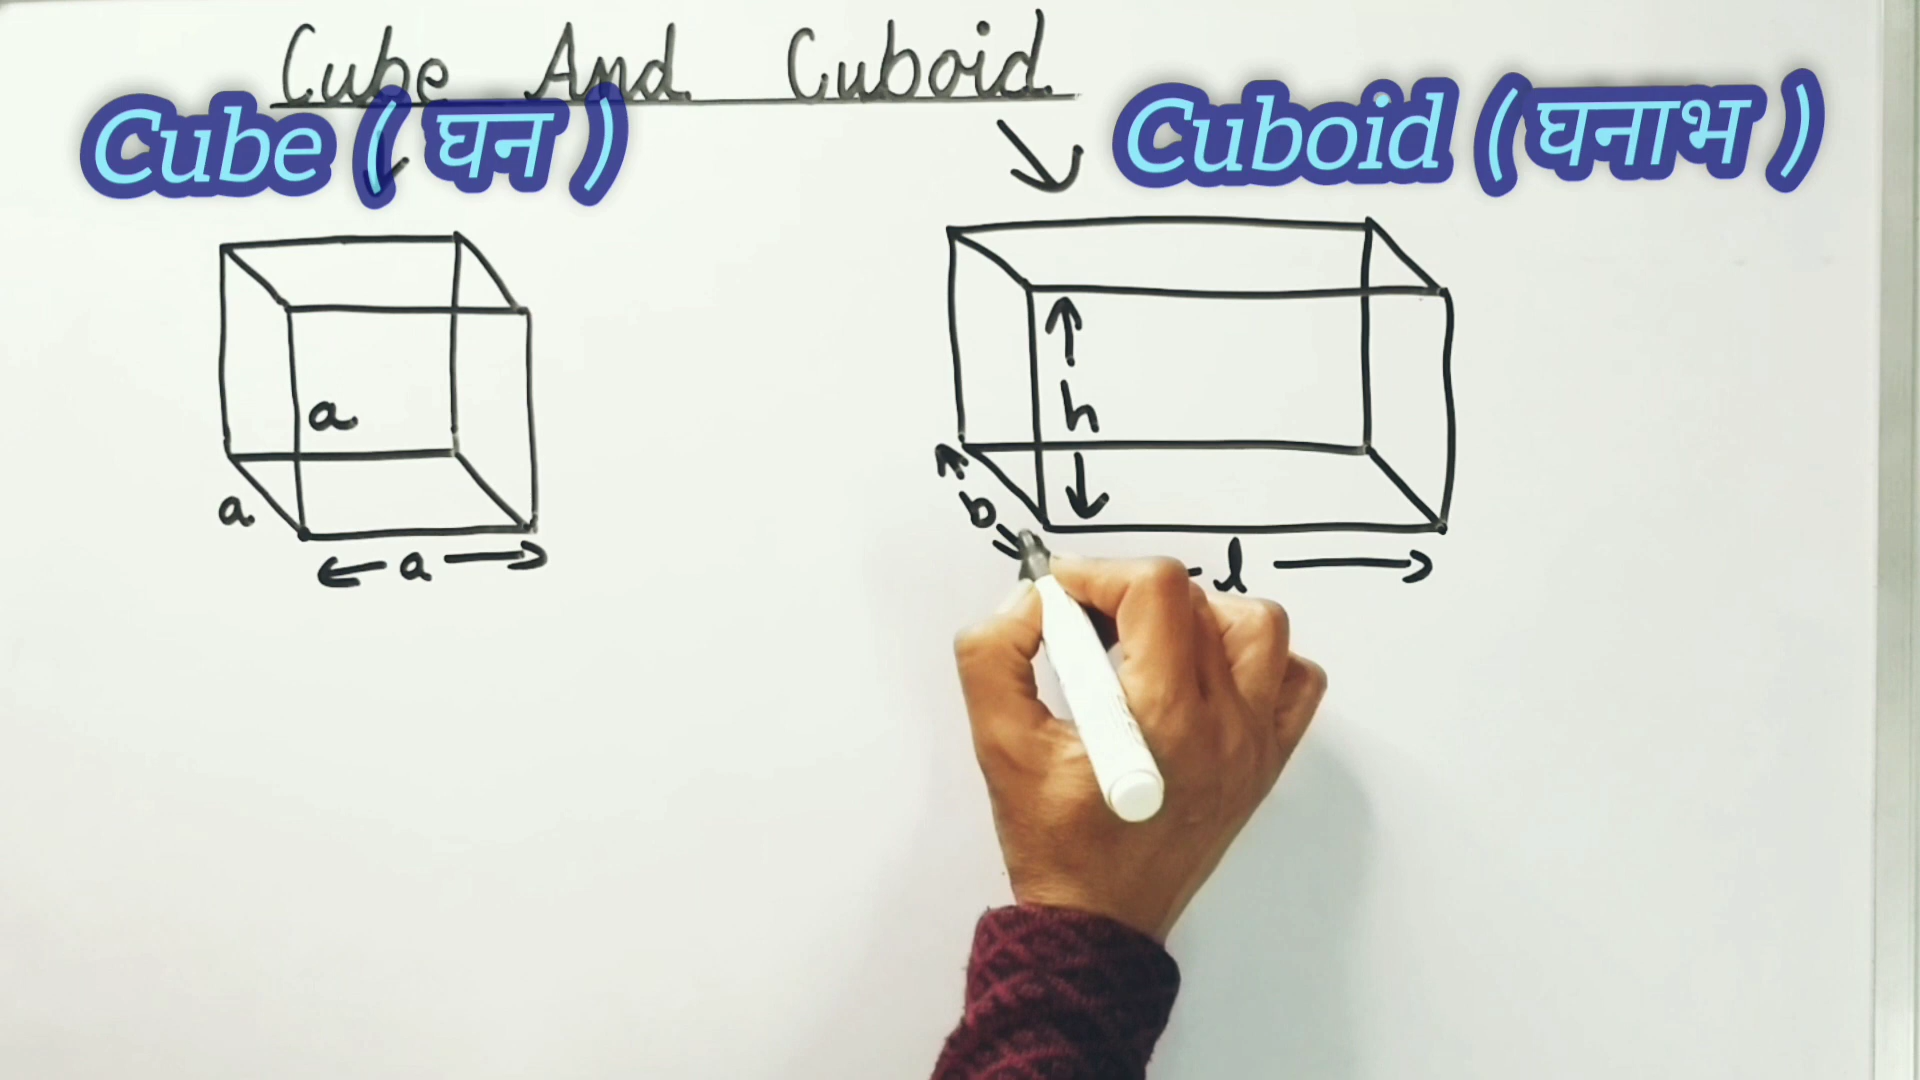 Cube And Cuboid
Cube ( घन )
Cuboid ( घनाभ )
a
a
a
h
b
l